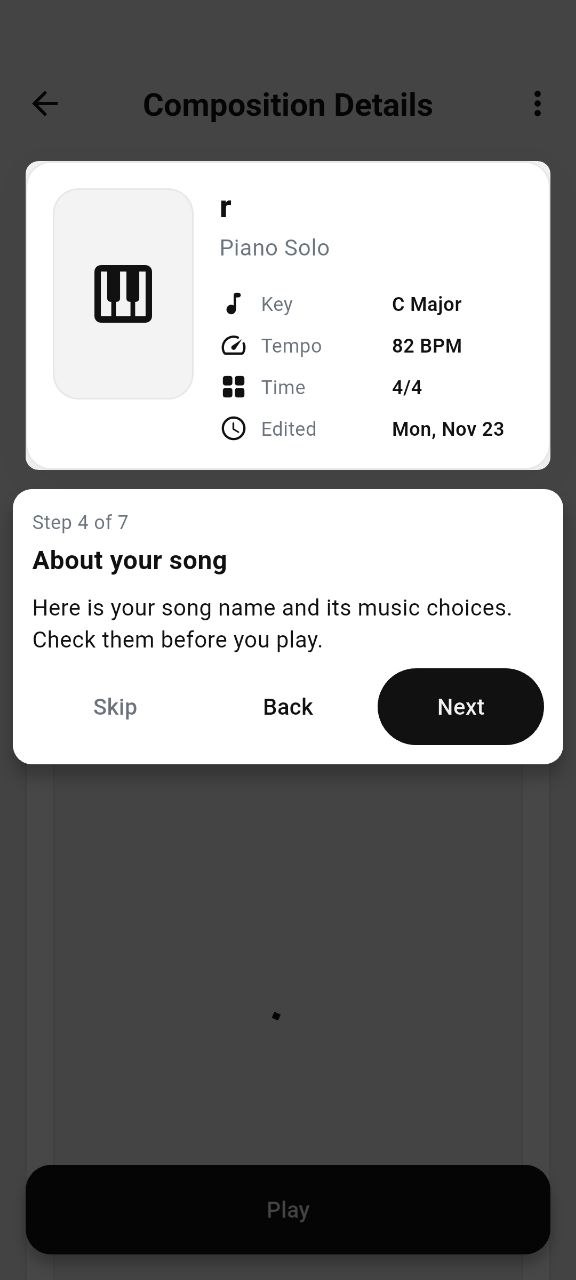 Composition Details
r
Piano Solo
Key C Major
Tempo 82 BPM
Time 4/4
Edited Mon, Nov 23
Step 4 of 7
About your song
Here is your song name and its music choices.
Check them before you play.
Skip Back Next
Play